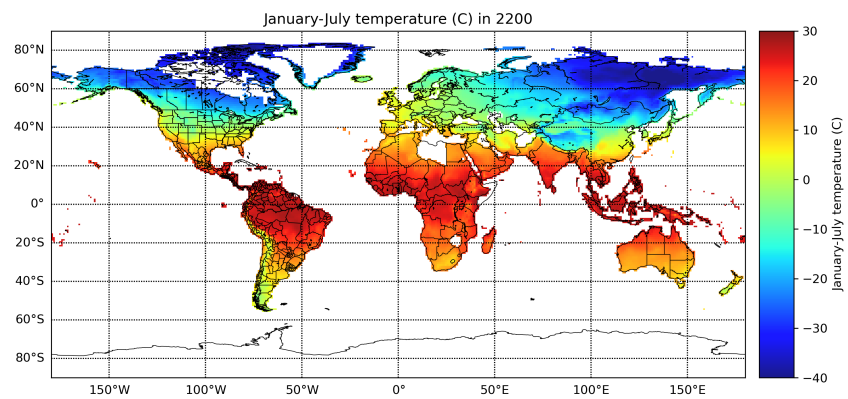 January-July temperature (C) in 2200
80°N
60°N
40°N
20°N
0°
20°S
40°S
60°S
80°S
150°W 100°W 50°W 0° 50°E 100°E 150°E
30
20
10
0
−10
−20
−30
−40
January-July temperature (C)